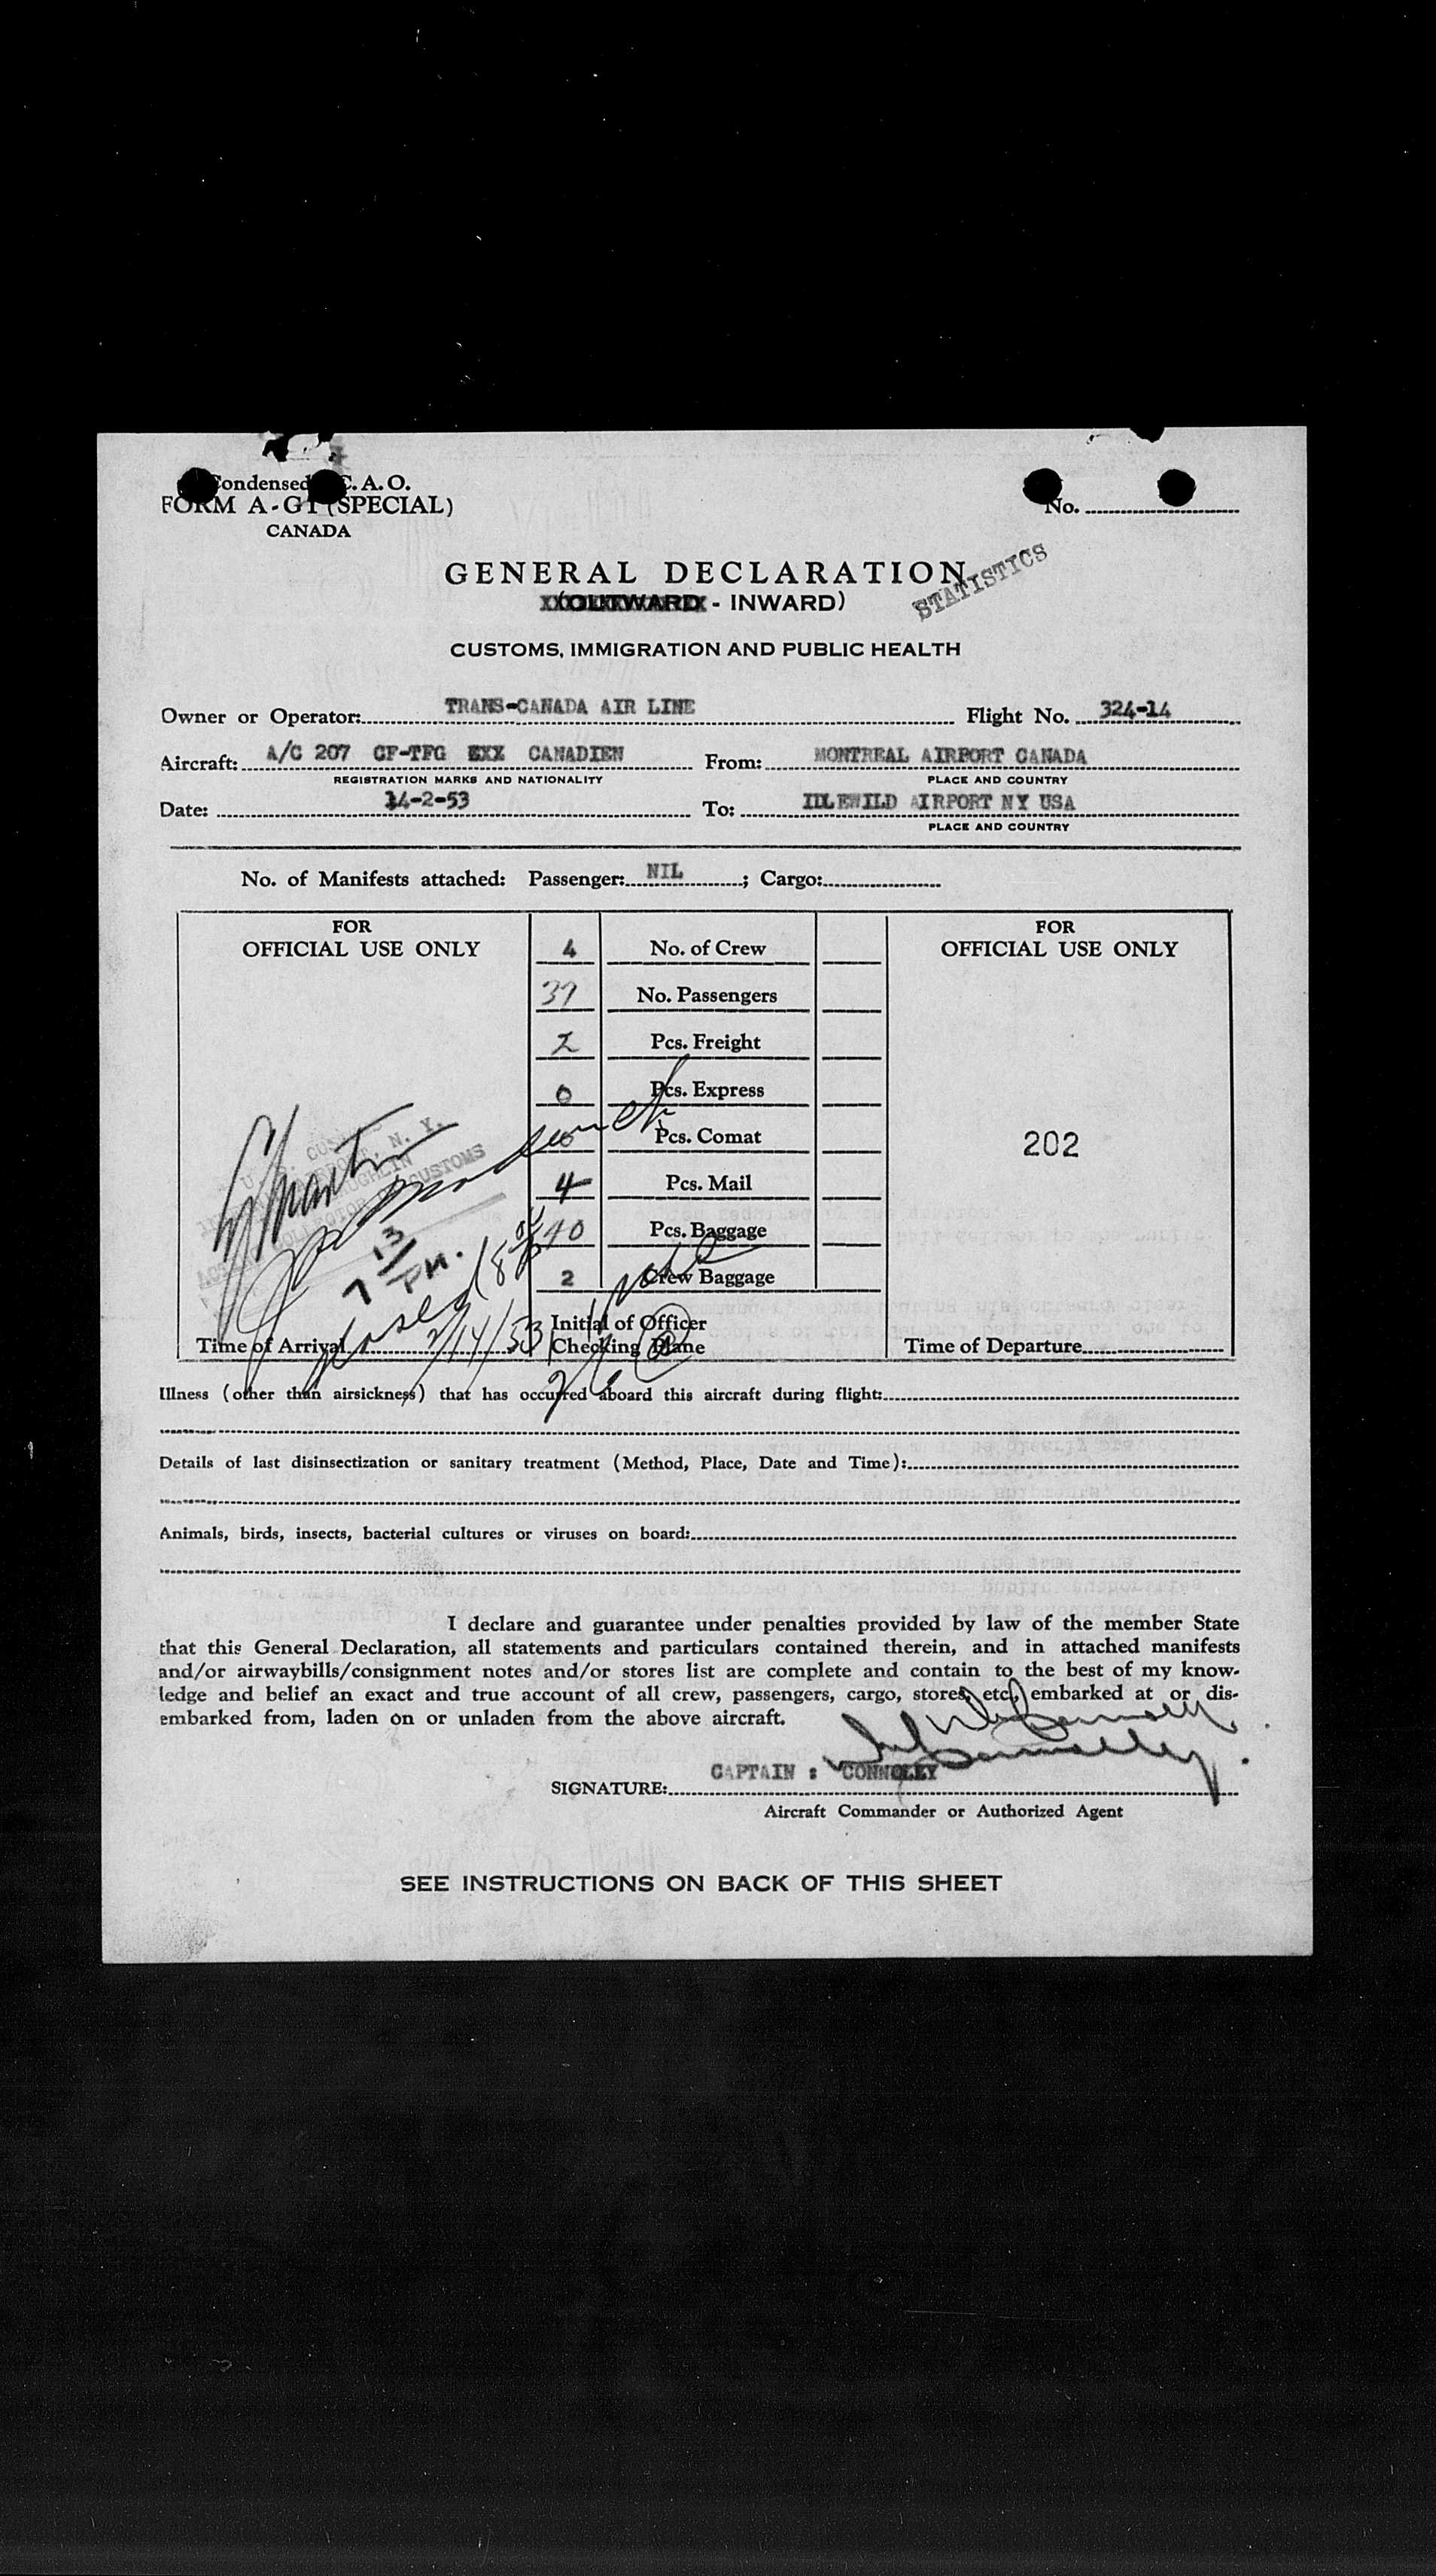 Condensed C.A.O.
FORM A-G1 (SPECIAL)
CANADA
No.
GENERAL DECLARATION
STATISTICS
(OUTWARD - INWARD)
CUSTOMS, IMMIGRATION AND PUBLIC HEALTH
Owner or Operator: TRANS-CANADA AIR LINE Flight No. 324-14
Aircraft: A/C 207 CF-TFG EXX CANADIEN From: MONTREAL AIRPORT CANADA
REGISTRATION MARKS AND NATIONALITY PLACE AND COUNTRY
Date: 14-2-53 To: IDLEWILD AIRPORT NY USA
PLACE AND COUNTRY
No. of Manifests attached: Passenger: NIL ; Cargo:
FOR OFFICIAL USE ONLY
4 No. of Crew
FOR OFFICIAL USE ONLY
37 No. Passengers
2 Pcs. Freight
0 Pcs. Express
Pcs. Comat
202
4 Pcs. Mail
40 Pcs. Baggage
2 Crew Baggage
7 13/PM.
2/14/53
Initial of Officer
Time of Arrival Checking Plane Time of Departure
Illness (other than airsickness) that has occurred aboard this aircraft during flight:
Details of last disinsectization or sanitary treatment (Method, Place, Date and Time):
Animals, birds, insects, bacterial cultures or viruses on board:
I declare and guarantee under penalties provided by law of the member State
that this General Declaration, all statements and particulars contained therein, and in attached manifests
and/or airwaybills/consignment notes and/or stores list are complete and contain to the best of my know-
ledge and belief an exact and true account of all crew, passengers, cargo, stores, etc., embarked at or dis-
embarked from, laden on or unladen from the above aircraft.
SIGNATURE: CAPTAIN : CONNOLEY
Aircraft Commander or Authorized Agent
SEE INSTRUCTIONS ON BACK OF THIS SHEET